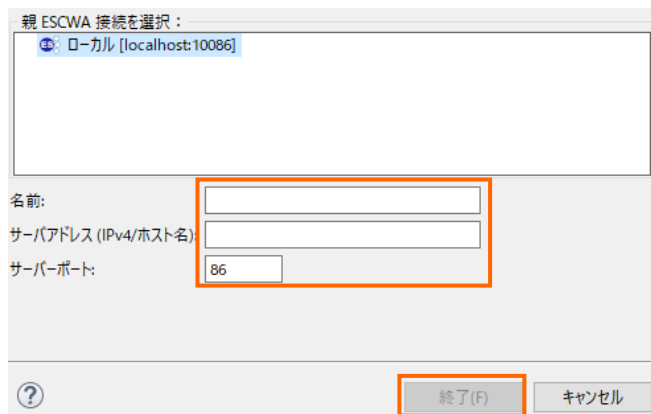 親 ESCWA 接続を選択：
ES ローカル [localhost:10086]
名前:
サーバアドレス (IPv4/ホスト名):
サーバーポート: 86
? 終了(F) キャンセル